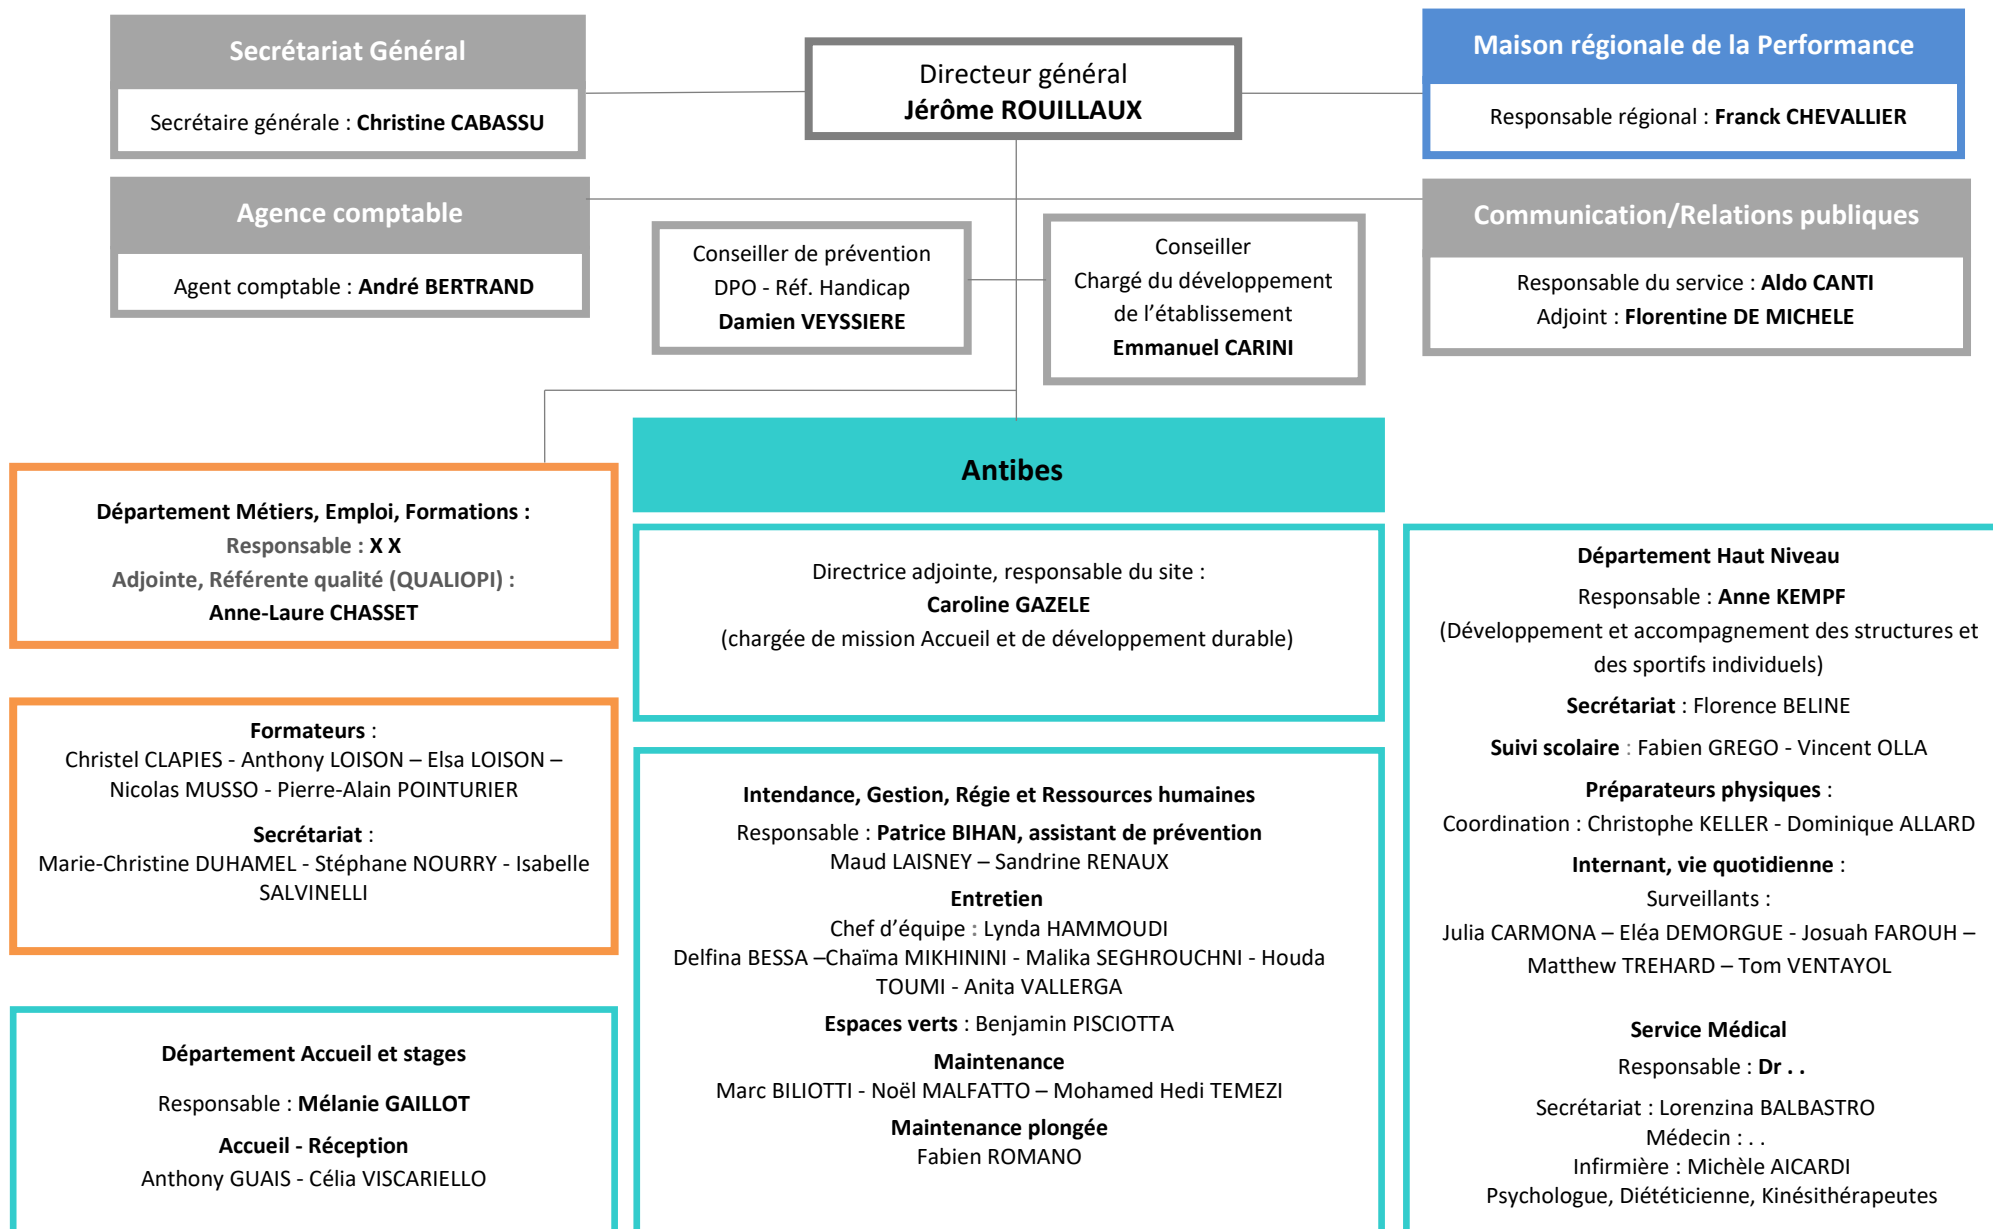 Secrétariat Général
Secrétaire générale : Christine CABASSU
Directeur général
Jérôme ROUILLAUX
Maison régionale de la Performance
Responsable régional : Franck CHEVALLIER
Agence comptable
Agent comptable : André BERTRAND
Conseiller de prévention
DPO - Réf. Handicap
Damien VEYSSIERE
Conseiller
Chargé du développement
de l’établissement
Emmanuel CARINI
Communication/Relations publiques
Responsable du service : Aldo CANTI
Adjoint : Florentine DE MICHELE
Département Métiers, Emploi, Formations :
Responsable : X X
Adjointe, Référente qualité (QUALIOPI) :
Anne-Laure CHASSET
Formateurs :
Christel CLAPIES - Anthony LOISON – Elsa LOISON –
Nicolas MUSSO - Pierre-Alain POINTURIER
Secrétariat :
Marie-Christine DUHAMEL - Stéphane NOURRY - Isabelle
SALVINELLI
Département Accueil et stages
Responsable : Mélanie GAILLOT
Accueil - Réception
Anthony GUAIS - Célia VISCARIELLO
Antibes
Directrice adjointe, responsable du site :
Caroline GAZELE
(chargée de mission Accueil et de développement durable)
Intendance, Gestion, Régie et Ressources humaines
Responsable : Patrice BIHAN, assistant de prévention
Maud LAISNEY – Sandrine RENAUX
Entretien
Chef d’équipe : Lynda HAMMOUDI
Delfina BESSA –Chaïma MIKHININI - Malika SEGHROUCHNI - Houda
TOUMI - Anita VALLERGA
Espaces verts : Benjamin PISCIOTTA
Maintenance
Marc BILIOTTI - Noël MALFATTO – Mohamed Hedi TEMEZI
Maintenance plongée
Fabien ROMANO
Département Haut Niveau
Responsable : Anne KEMPF
(Développement et accompagnement des structures et
des sportifs individuels)
Secrétariat : Florence BELINE
Suivi scolaire : Fabien GREGO - Vincent OLLA
Préparateurs physiques :
Coordination : Christophe KELLER - Dominique ALLARD
Internant, vie quotidienne :
Surveillants :
Julia CARMONA – Eléa DEMORGUE - Josuah FAROUH –
Matthew TREHARD – Tom VENTAYOL
Service Médical
Responsable : Dr . .
Secrétariat : Lorenzina BALBASTRO
Médecin : . .
Infirmière : Michèle AICARDI
Psychologue, Diététicienne, Kinésithérapeutes